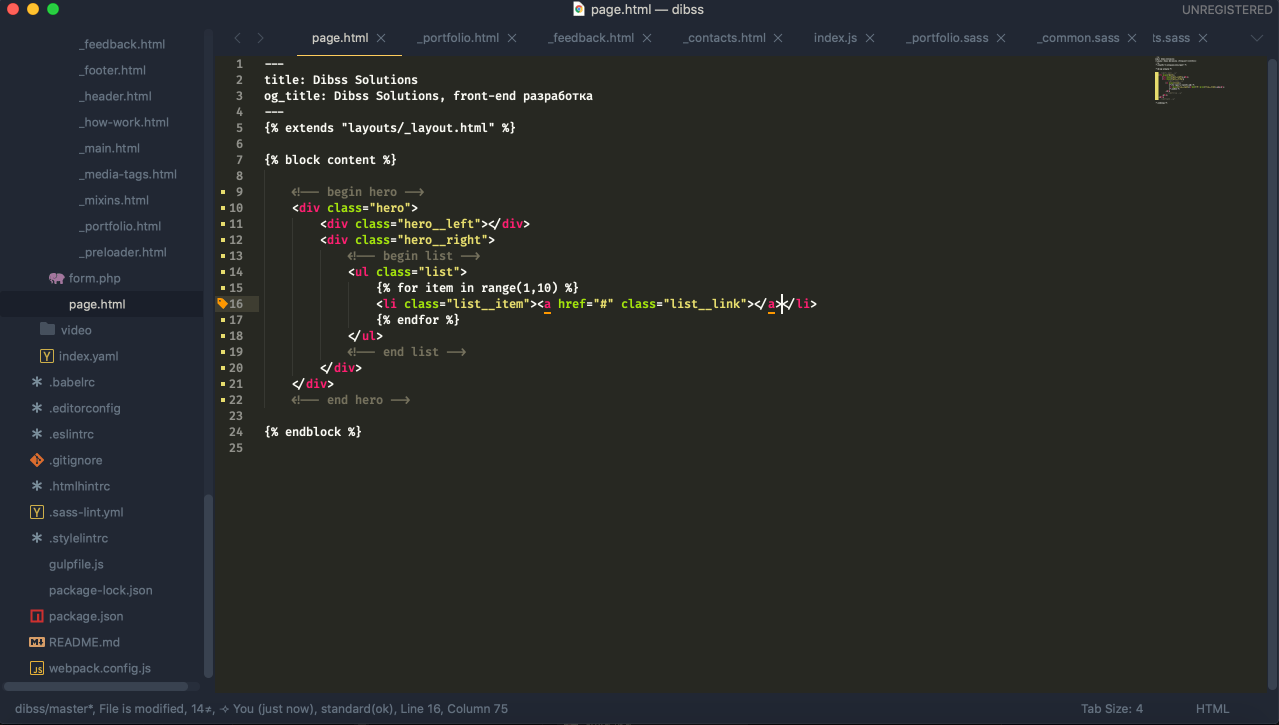 page.html — dibss
UNREGISTERED
_feedback.html
_footer.html
_header.html
_how-work.html
_main.html
_media-tags.html
_mixins.html
_portfolio.html
_preloader.html
form.php
page.html
video
index.yaml
.babelrc
.editorconfig
.eslintrc
.gitignore
.htmlhintrc
.sass-lint.yml
.stylelintrc
gulpfile.js
package-lock.json
package.json
README.md
webpack.config.js
page.html _portfolio.html _feedback.html _contacts.html index.js _portfolio.sass _common.sass ts.sass
1 ---
2 title: Dibss Solutions
3 og_title: Dibss Solutions, front-end разработка
4 ---
5 {% extends "layouts/_layout.html" %}
6
7 {% block content %}
8
9 <!-- begin hero -->
10 <div class="hero">
11 <div class="hero__left"></div>
12 <div class="hero__right">
13 <!-- begin list -->
14 <ul class="list">
15 {% for item in range(1,10) %}
16 <li class="list__item"><a href="#" class="list__link"></a></li>
17 {% endfor %}
18 </ul>
19 <!-- end list -->
20 </div>
21 </div>
22 <!-- end hero -->
23
24 {% endblock %}
25
dibss/master*, File is modified, 14≠, ⟢ You (just now), standard(ok), Line 16, Column 75
Tab Size: 4
HTML